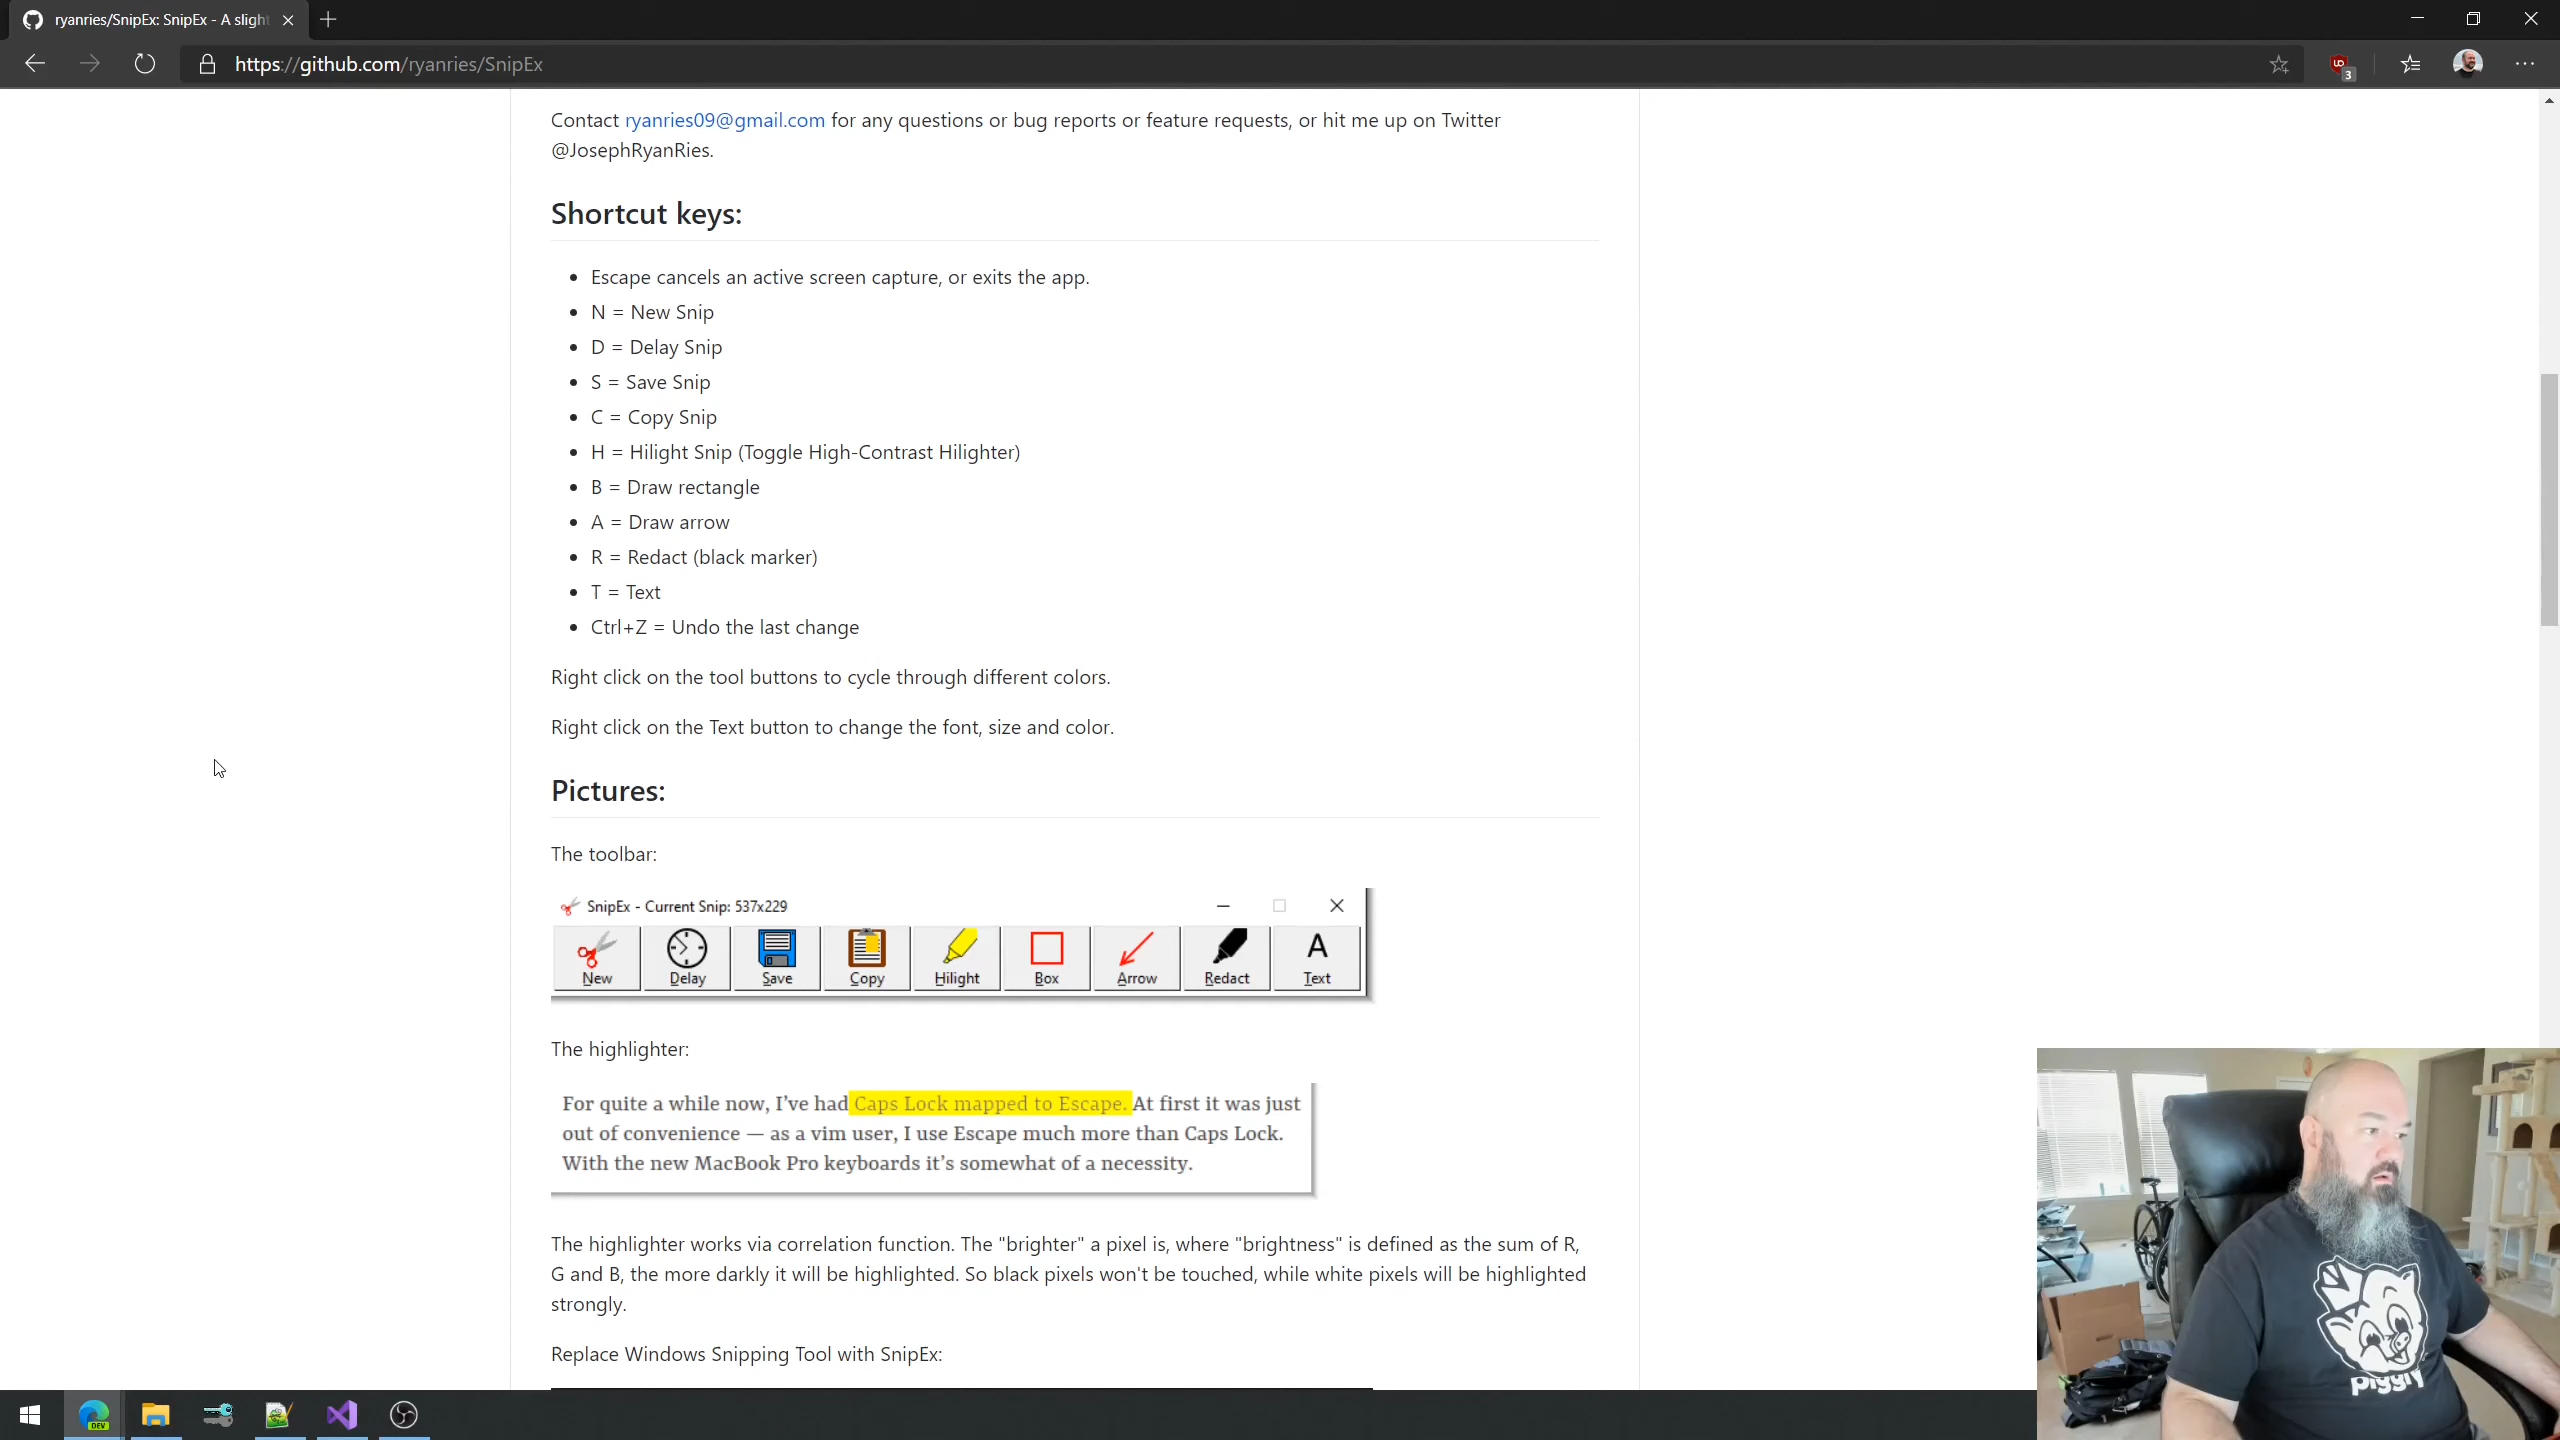 ryanries/SnipEx: SnipEx - A sligh
https://github.com/ryanries/SnipEx
3
Contact ryanries09@gmail.com for any questions or bug reports or feature requests, or hit me up on Twitter
@JosephRyanRies.
Shortcut keys:
Escape cancels an active screen capture, or exits the app.
N = New Snip
D = Delay Snip
S = Save Snip
C = Copy Snip
H = Hilight Snip (Toggle High-Contrast Hilighter)
B = Draw rectangle
A = Draw arrow
R = Redact (black marker)
T = Text
Ctrl+Z = Undo the last change
Right click on the tool buttons to cycle through different colors.
Right click on the Text button to change the font, size and color.
Pictures:
The toolbar:
SnipEx - Current Snip: 537x229
New Delay Save Copy Hilight Box Arrow Redact Text
The highlighter:
For quite a while now, I've had Caps Lock mapped to Escape. At first it was just
out of convenience — as a vim user, I use Escape much more than Caps Lock.
With the new MacBook Pro keyboards it's somewhat of a necessity.
The highlighter works via correlation function. The "brighter" a pixel is, where "brightness" is defined as the sum of R,
G and B, the more darkly it will be highlighted. So black pixels won't be touched, while white pixels will be highlighted
strongly.
Replace Windows Snipping Tool with SnipEx:
DEV
piggly